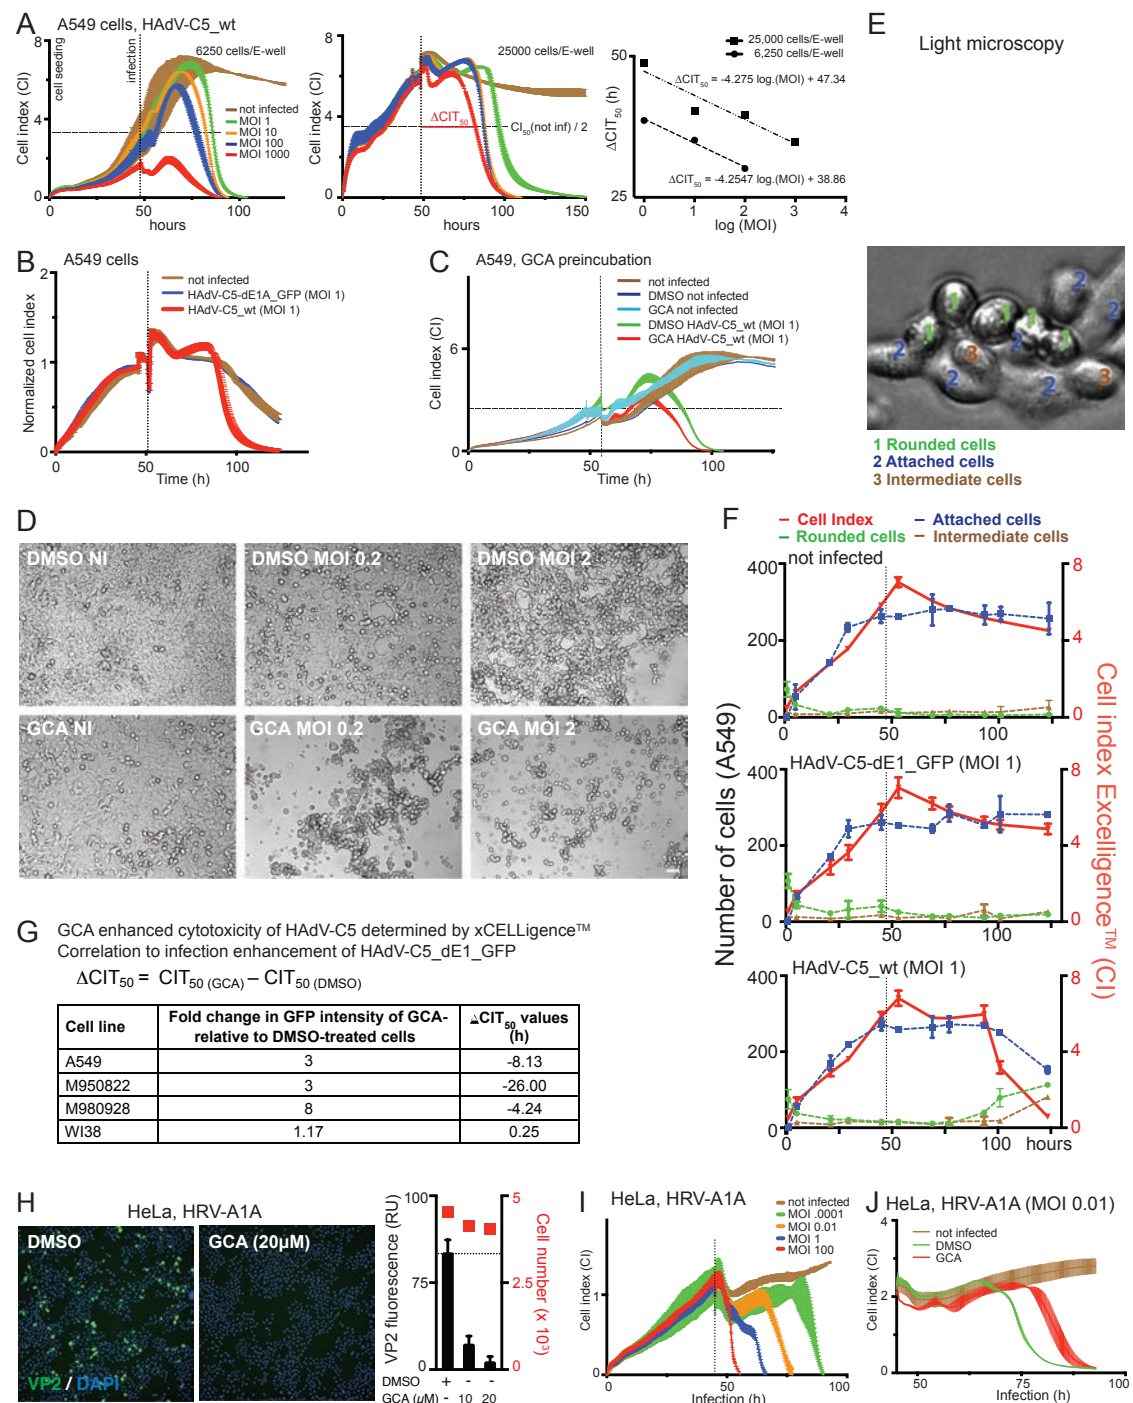 A A549 cells, HAdV-C5_wt
8
4
0
Cell index (CI)
cell seeding
infection
6250 cells/E-well
not infected
MOI 1
MOI 10
MOI 100
MOI 1000
0 50 100
hours
8
4
0
Cell index (CI)
25000 cells/E-well
ΔCIT50
CI50(not inf) / 2
0 50 100 150
hours
25,000 cells/E-well
6,250 cells/E-well
50
25
ΔCIT50 (h)
ΔCIT50 = -4.275 log.(MOI) + 47.34
ΔCIT50 = -4.2547 log.(MOI) + 38.86
0 1 2 3 4
log (MOI)
E Light microscopy
1 1 1 1
2 2 2 2 2 2
3 3
1 Rounded cells
2 Attached cells
3 Intermediate cells
B A549 cells
2
1
0
Normalized cell index
not infected
HAdV-C5-dE1A_GFP (MOI 1)
HAdV-C5_wt (MOI 1)
0 50 100
Time (h)
C A549, GCA preincubation
6
0
Cell index (CI)
not infected
DMSO not infected
GCA not infected
DMSO HAdV-C5_wt (MOI 1)
GCA HAdV-C5_wt (MOI 1)
0 50 100
Time (h)
D
DMSO NI
DMSO MOI 0.2
DMSO MOI 2
GCA NI
GCA MOI 0.2
GCA MOI 2
F
Cell Index
Attached cells
Rounded cells
Intermediate cells
Number of cells (A549)
Cell index Excelligence™ (CI)
not infected
400
200
0
8
4
0
0 50 100
HAdV-C5-dE1_GFP (MOI 1)
400
200
0
8
4
0
0 50 100
HAdV-C5_wt (MOI 1)
400
200
0
8
4
0
0 50 100 hours
G GCA enhanced cytotoxicity of HAdV-C5 determined by xCELLigence™
Correlation to infection enhancement of HAdV-C5_dE1_GFP
ΔCIT50 = CIT50 (GCA) – CIT50 (DMSO)
Cell line Fold change in GFP intensity of GCA-relative to DMSO-treated cells ΔCIT50 values (h)
A549 3 -8.13
M950822 3 -26.00
M980928 8 -4.24
WI38 1.17 0.25
H HeLa, HRV-A1A
DMSO
GCA (20µM)
VP2 / DAPI
100
75
0
VP2 fluorescence (RU)
5
2.5
0
Cell number (x 10³)
DMSO + - -
GCA (µM) - 10 20
I HeLa, HRV-A1A
not infected
MOI .0001
MOI 0.01
MOI 1
MOI 100
1
0
Cell index (CI)
0 50 100
Infection (h)
J HeLa, HRV-A1A (MOI 0.01)
not infected
DMSO
GCA
4
2
0
Cell index (CI)
50 75 100
Infection (h)